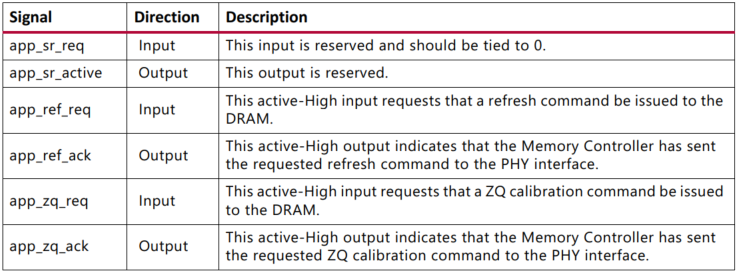 Signal Direction Description
app_sr_req Input This input is reserved and should be tied to 0.
app_sr_active Output This output is reserved.
app_ref_req Input This active-High input requests that a refresh command be issued to the
DRAM.
app_ref_ack Output This active-High output indicates that the Memory Controller has sent
the requested refresh command to the PHY interface.
app_zq_req Input This active-High input requests that a ZQ calibration command be issued
to the DRAM.
app_zq_ack Output This active-High output indicates that the Memory Controller has sent
the requested ZQ calibration command to the PHY interface.